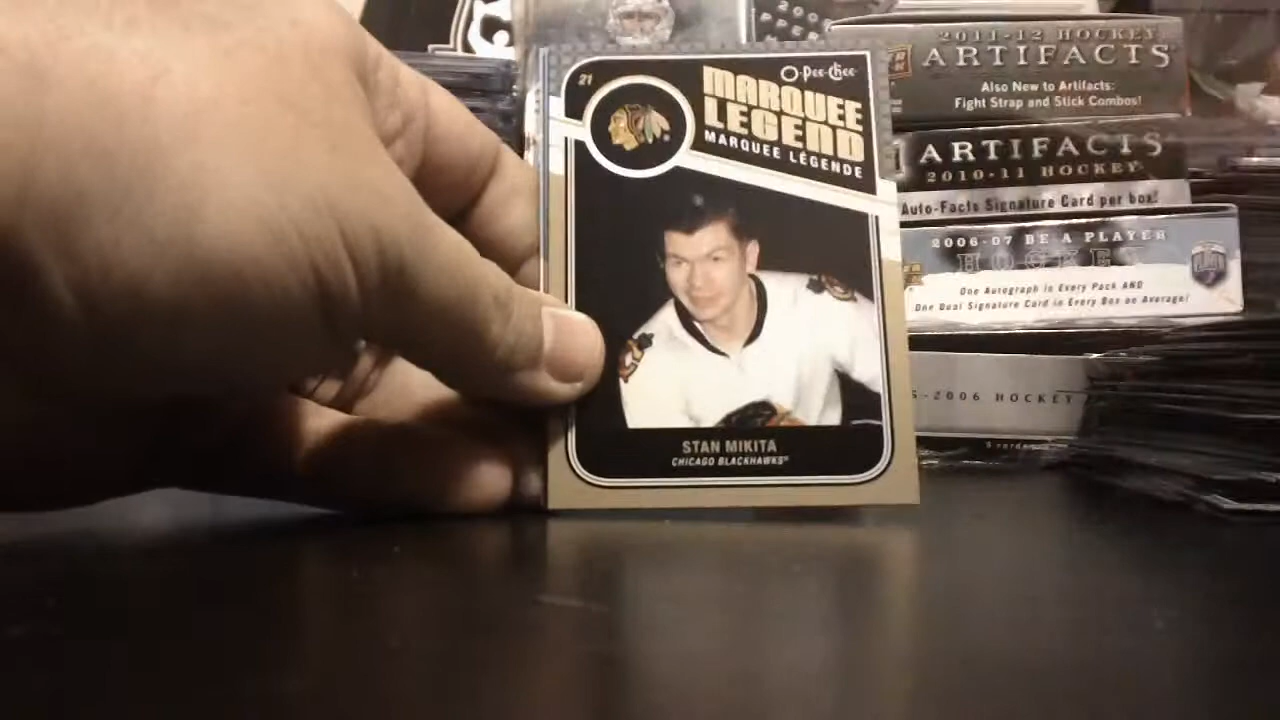 21
O-Pee-Chee
MARQUEE
LEGEND
MARQUEE LÉGENDE
STAN MIKITA
CHICAGO BLACKHAWKS
2011-12 HOCKEY
ARTIFACTS
Also New to Artifacts:
Fight Strap and Stick Combos!
ARTIFACTS
2010-11 HOCKEY
Auto-Facts Signature Card per box!
2006-07 BE A PLAYER
HOCKEY
One Autograph in Every Pack AND
One Dual Signature Card in Every Box on Average!
-2006 HOCKEY